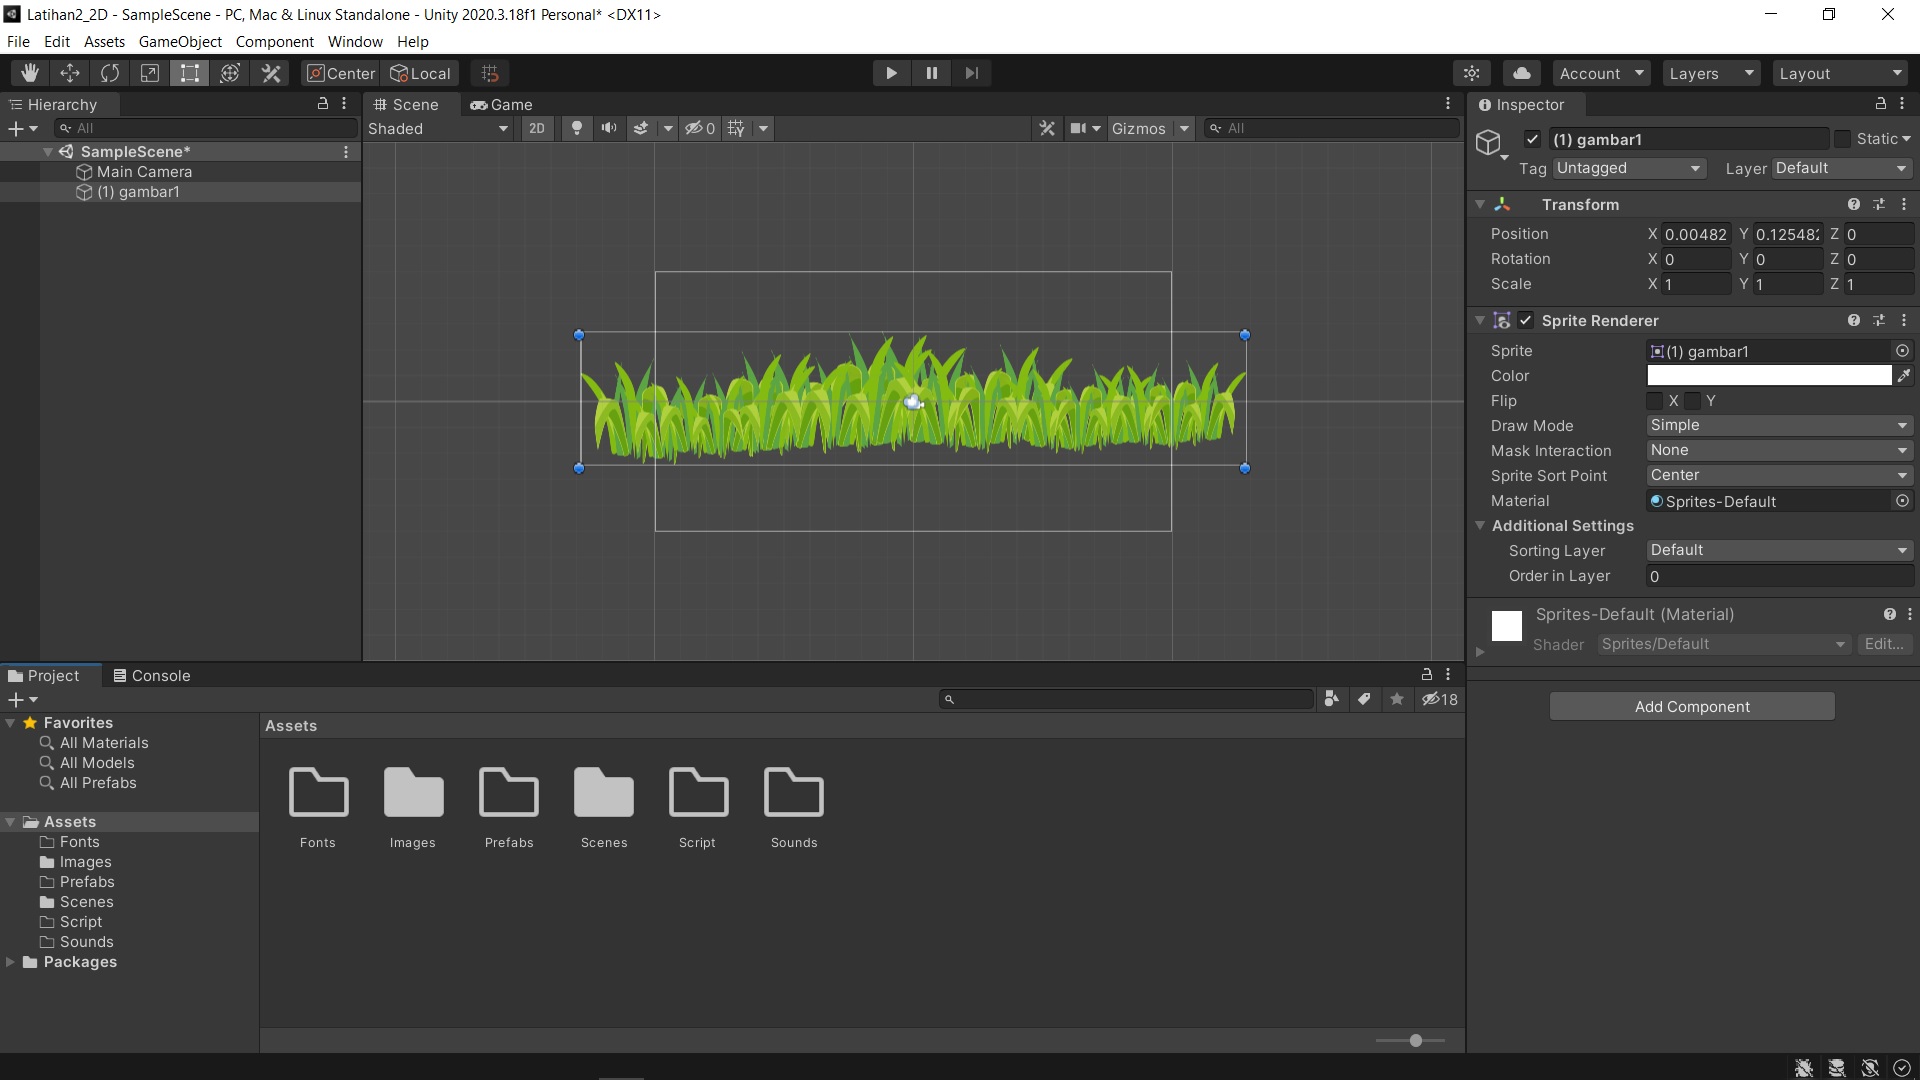 Latihan2_2D - SampleScene - PC, Mac & Linux Standalone - Unity 2020.3.18f1 Personal* <DX11>
File Edit Assets GameObject Component Window Help
Center Local Account Layers Layout
Hierarchy
All
SampleScene*
Main Camera
(1) gambar1
Scene Game
Shaded 2D 0 Gizmos All
Inspector
(1) gambar1 Static
Tag Untagged Layer Default
Transform
Position X 0.00482 Y 0.12548 Z 0
Rotation X 0 Y 0 Z 0
Scale X 1 Y 1 Z 1
Sprite Renderer
Sprite (1) gambar1
Color
Flip X Y
Draw Mode Simple
Mask Interaction None
Sprite Sort Point Center
Material Sprites-Default
Additional Settings
Sorting Layer Default
Order in Layer 0
Sprites-Default (Material)
Shader Sprites/Default Edit...
Add Component
Project Console
18
Favorites
All Materials
All Models
All Prefabs
Assets
Fonts
Images
Prefabs
Scenes
Script
Sounds
Packages
Assets
Fonts Images Prefabs Scenes Script Sounds